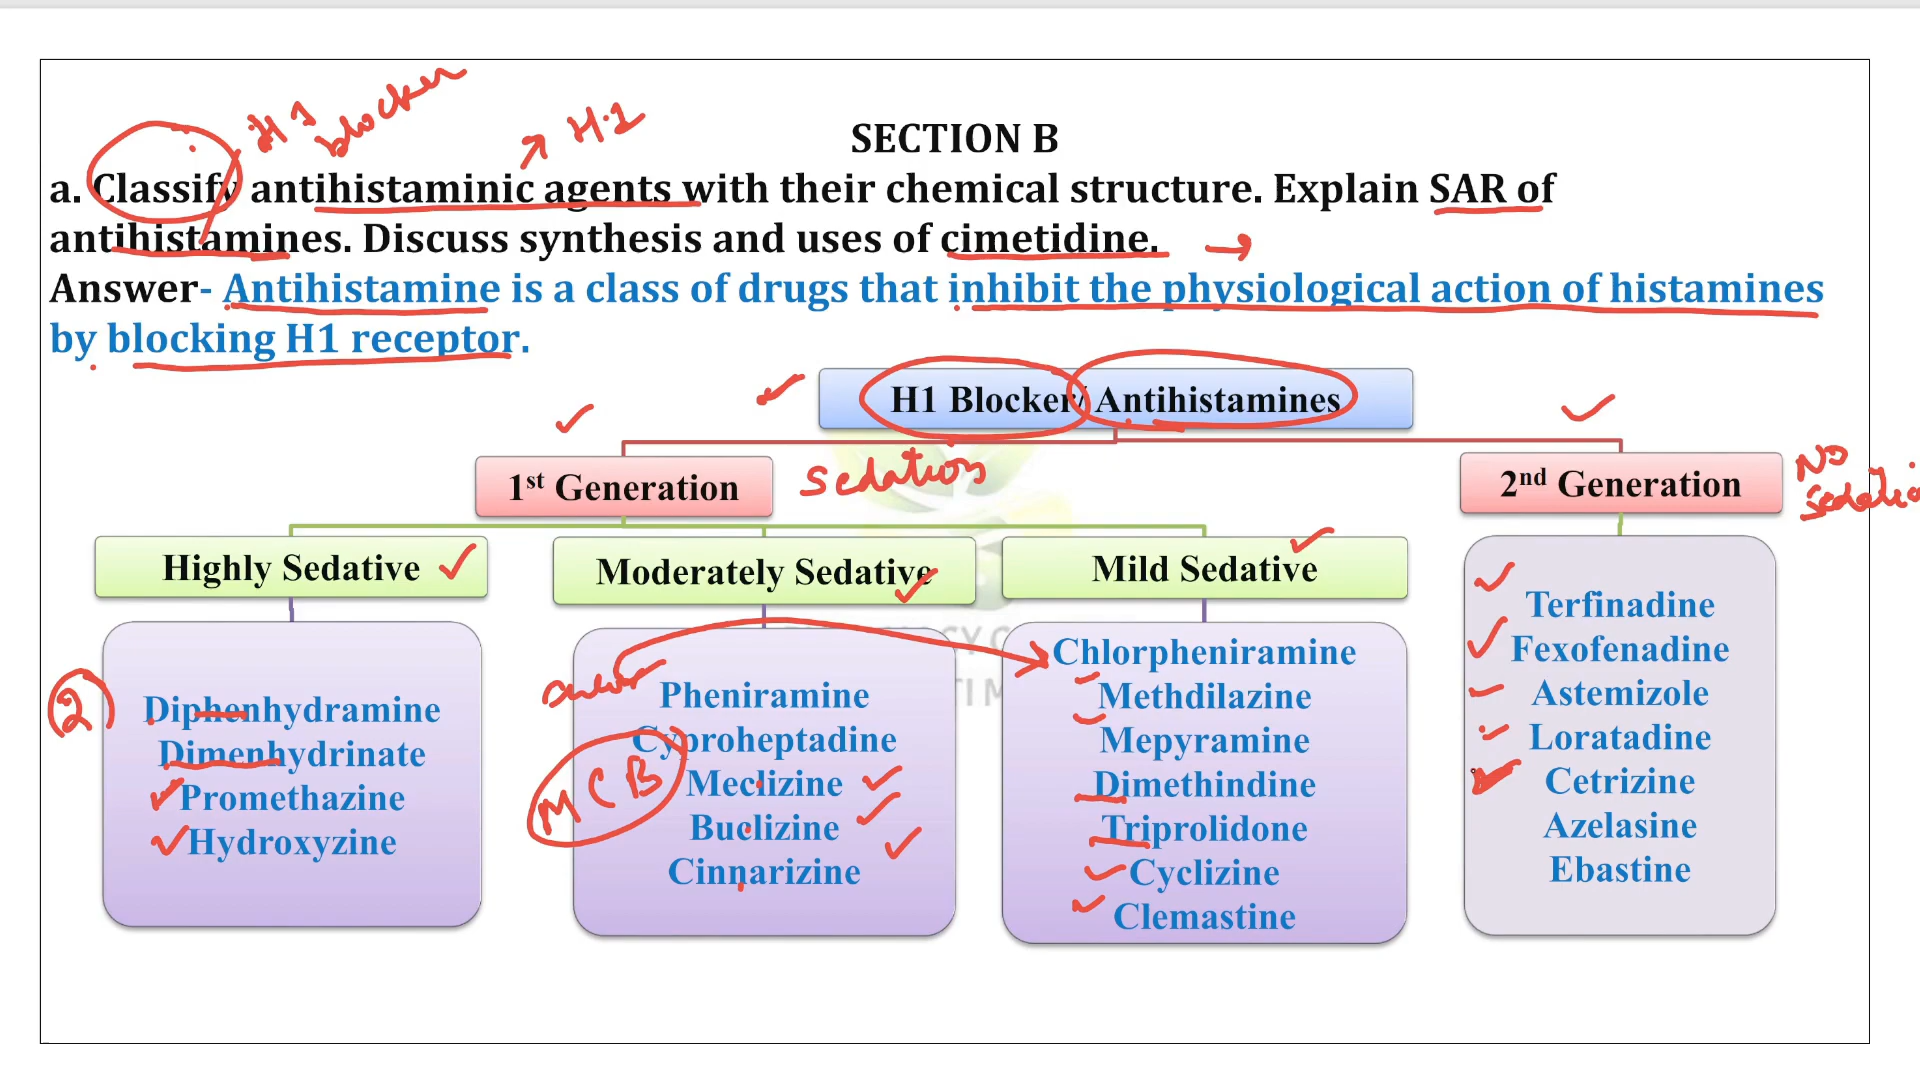 H1 blocker
H·1
SECTION B
a. Classify antihistaminic agents with their chemical structure. Explain SAR of
antihistamines. Discuss synthesis and uses of cimetidine.
Answer- Antihistamine is a class of drugs that inhibit the physiological action of histamines
by blocking H1 receptor.
H1 Blocker/ Antihistamines
1st Generation
Sedation
2nd Generation
No
Highly Sedative
Moderately Sedative
Mild Sedative
Diphenhydramine
Dimenhydrinate
Promethazine
Hydroxyzine
2
Pheniramine
Cyproheptadine
Meclizine
Buclizine
Cinnarizine
M C B
Chlorpheniramine
Methdilazine
Mepyramine
Dimethindine
Triprolidone
Cyclizine
Clemastine
Terfinadine
Fexofenadine
Astemizole
Loratadine
Cetrizine
Azelasine
Ebastine